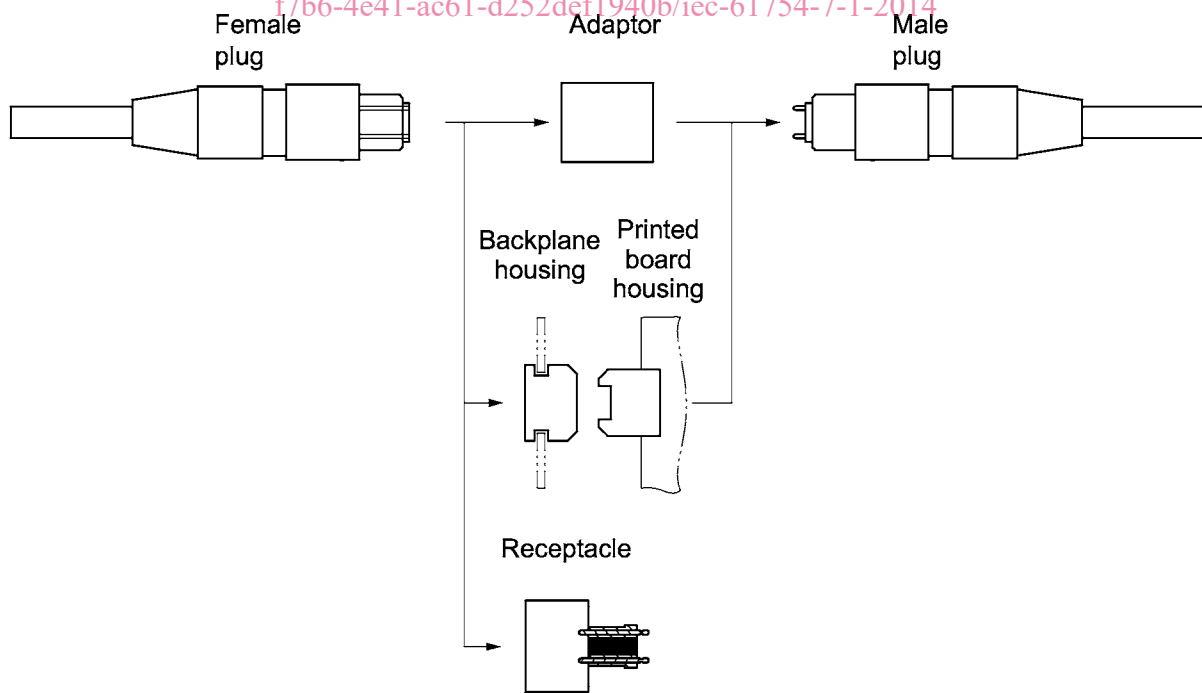 f7b6-4e41-ac61-d252def1940b/iec-61754-7-1-2014
Female
plug
Adaptor
Male
plug
Backplane
housing
Printed
board
housing
Receptacle